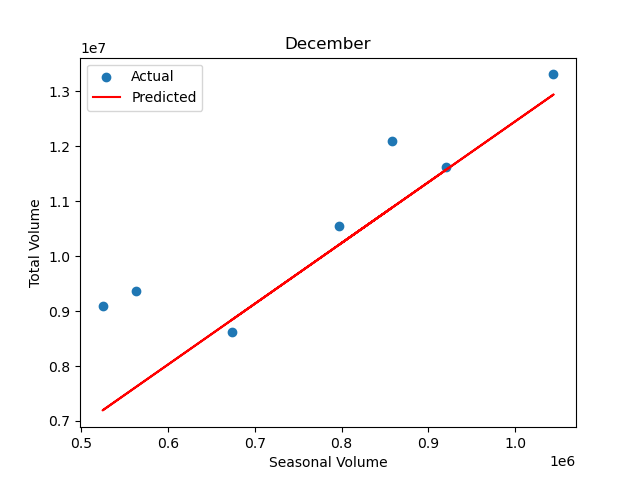 December
1e7
Actual
Predicted
1.3
1.2
1.1
1.0
0.9
0.8
0.7
Total Volume
0.5 0.6 0.7 0.8 0.9 1.0
1e6
Seasonal Volume